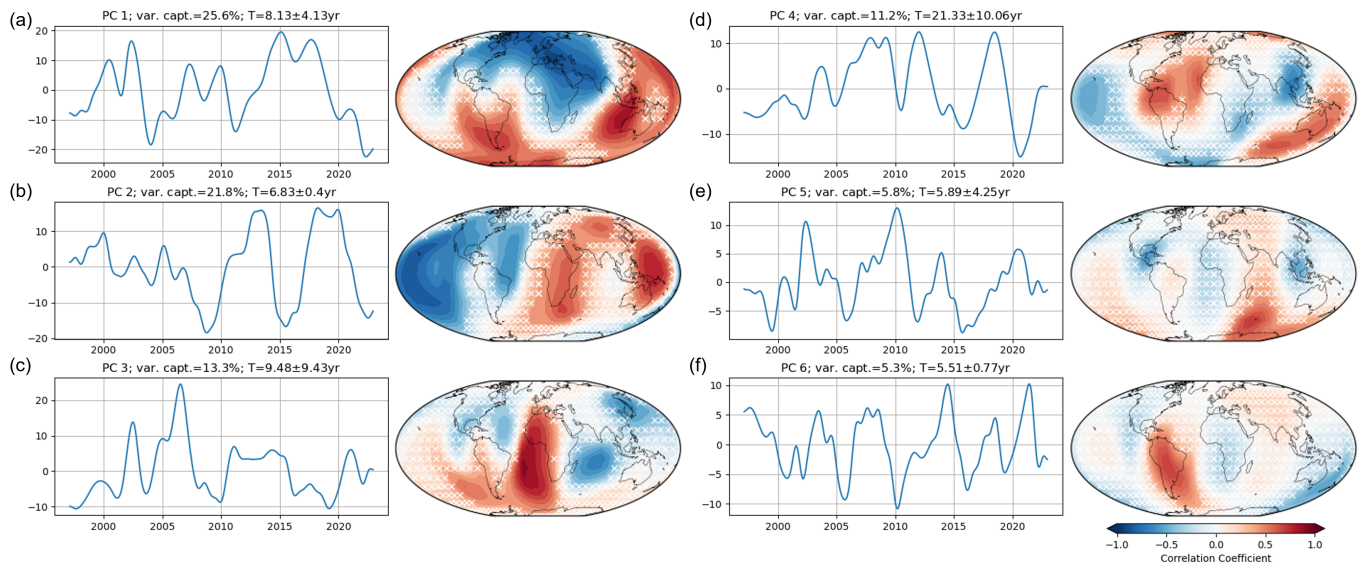 (a)
PC 1; var. capt.=25.6%; T=8.13±4.13yr
20
10
0
−10
−20
2000 2005 2010 2015 2020
(d)
PC 4; var. capt.=11.2%; T=21.33±10.06yr
10
0
−10
2000 2005 2010 2015 2020
(b)
PC 2; var. capt.=21.8%; T=6.83±0.4yr
10
0
−10
−20
2000 2005 2010 2015 2020
(e)
PC 5; var. capt.=5.8%; T=5.89±4.25yr
10
5
0
−5
2000 2005 2010 2015 2020
(c)
PC 3; var. capt.=13.3%; T=9.48±9.43yr
20
10
0
−10
2000 2005 2010 2015 2020
(f)
PC 6; var. capt.=5.3%; T=5.51±0.77yr
10
5
0
−5
−10
2000 2005 2010 2015 2020
−1.0 −0.5 0.0 0.5 1.0
Correlation Coefficient